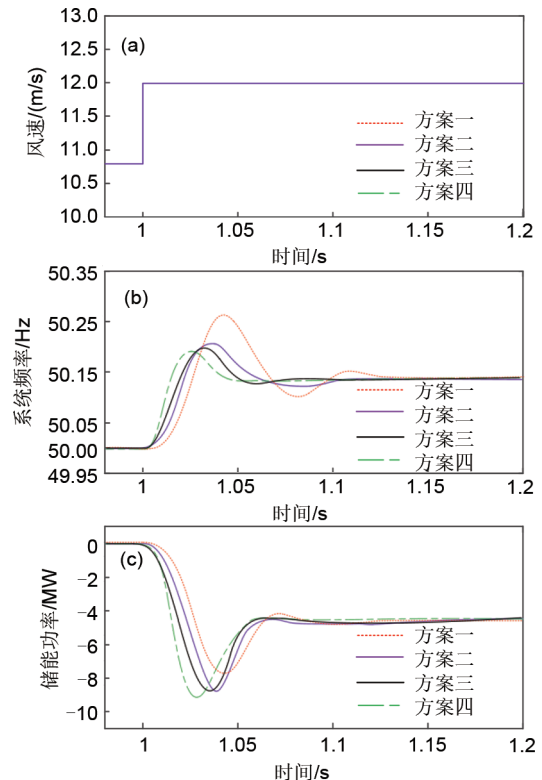 (a)
风速/(m/s)
13.0
12.5
12.0
11.5
11.0
10.5
10.0
方案一
方案二
方案三
方案四
1
1.05
1.1
1.15
1.2
时间/s
(b)
系统频率/Hz
50.35
50.25
50.15
50.00
49.95
方案一
方案二
方案三
方案四
1
1.05
1.1
1.15
1.2
时间/s
(c)
储能功率/MW
0
−2
−4
−6
−8
−10
方案一
方案二
方案三
方案四
1
1.05
1.1
1.15
1.2
时间/s